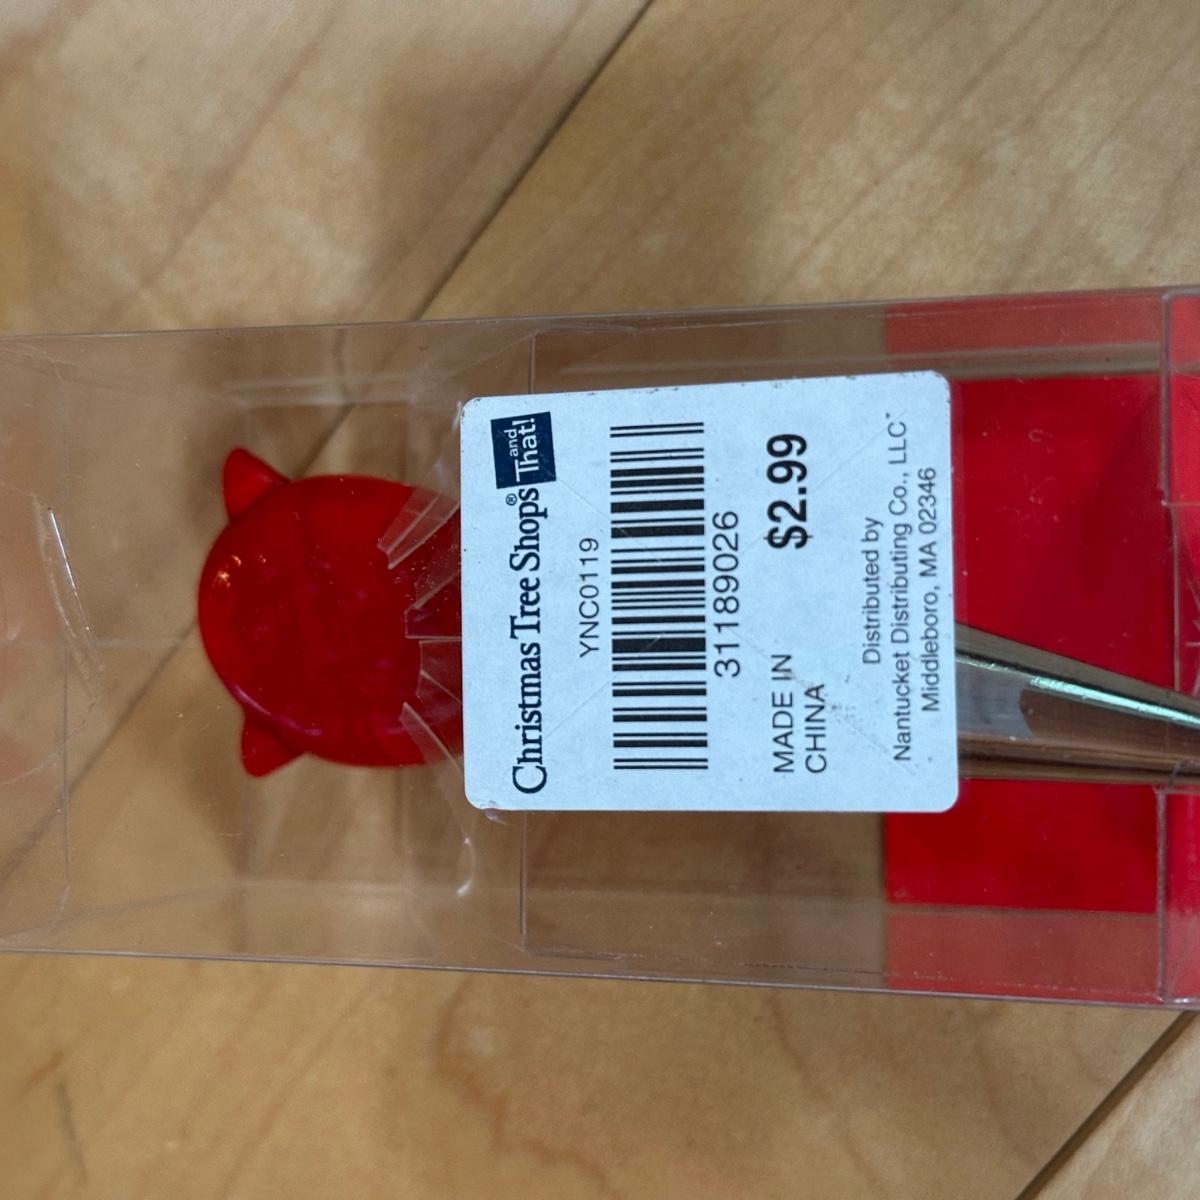 Christmas Tree Shops® and That!
YNC0119
31189026
MADE IN
CHINA
$2.99
Distributed by
Nantucket Distributing Co., LLC™
Middleboro, MA 02346